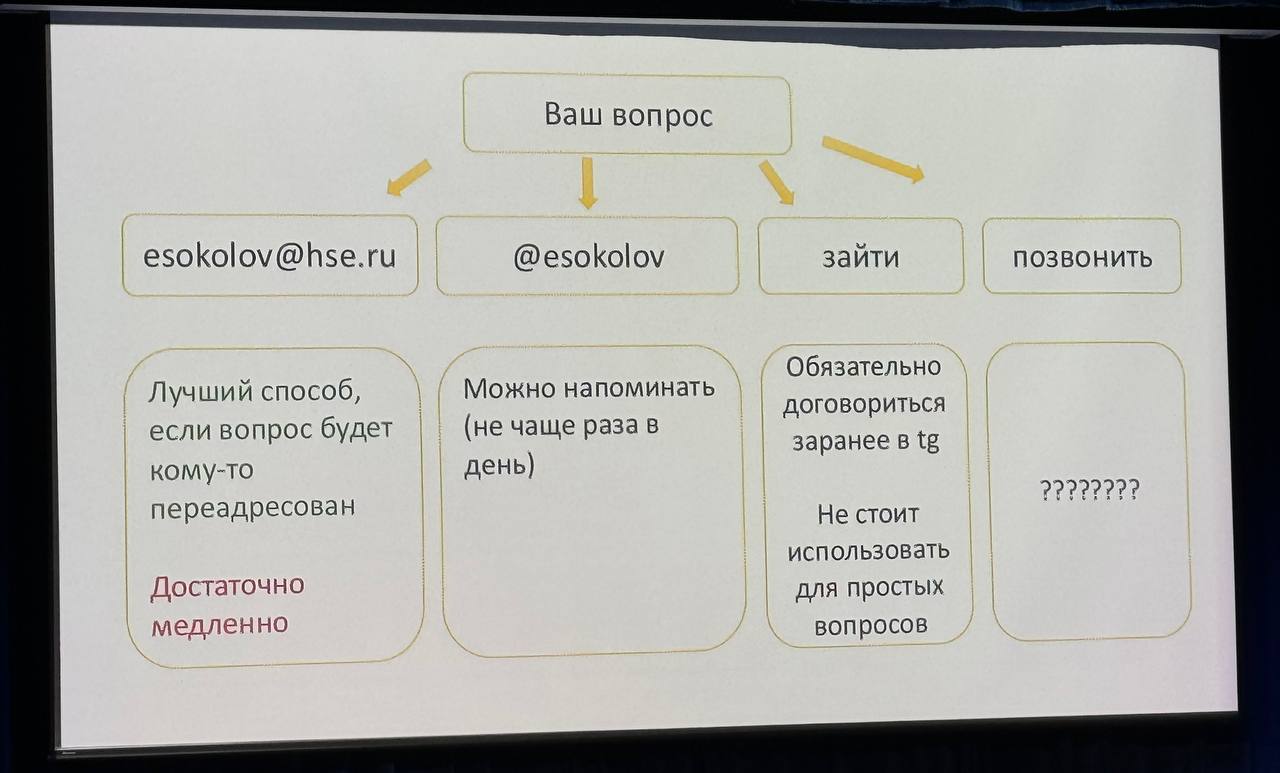 Ваш вопрос
esokolov@hse.ru
@esokolov
зайти
позвонить
Лучший способ,
если вопрос будет
кому-то
переадресован
Достаточно
медленно
Можно напоминать
(не чаще раза в
день)
Обязательно
договориться
заранее в tg
Не стоит
использовать
для простых
вопросов
????????